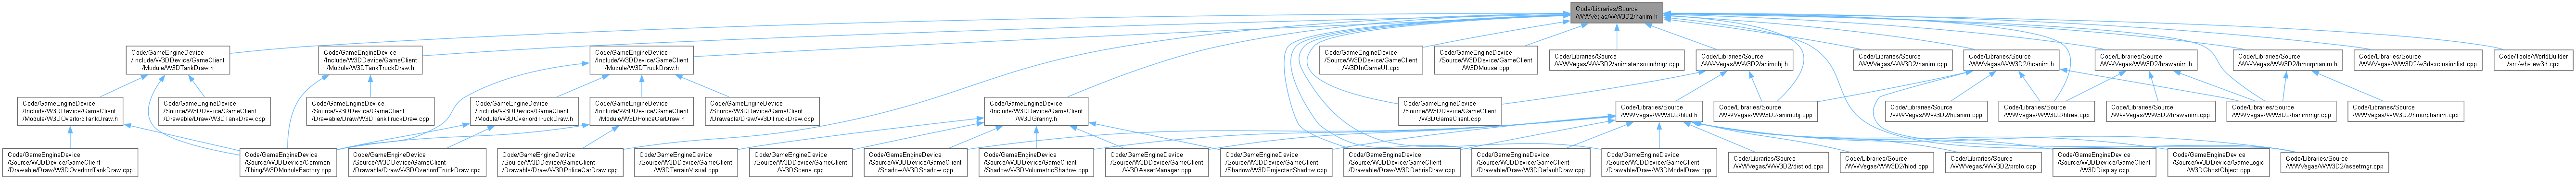 Code/Libraries/Source
/WWVegas/WW3D2/hanim.h
Code/GameEngineDevice
/Include/W3DDevice/GameClient
/Module/W3DTankDraw.h
Code/GameEngineDevice
/Include/W3DDevice/GameClient
/Module/W3DTankTruckDraw.h
Code/GameEngineDevice
/Include/W3DDevice/GameClient
/Module/W3DTruckDraw.h
Code/GameEngineDevice
/Source/W3DDevice/GameClient
/W3DInGameUI.cpp
Code/GameEngineDevice
/Source/W3DDevice/GameClient
/W3DMouse.cpp
Code/Libraries/Source
/WWVegas/WW3D2/animatedsoundmgr.cpp
Code/Libraries/Source
/WWVegas/WW3D2/animobj.h
Code/Libraries/Source
/WWVegas/WW3D2/hanim.cpp
Code/Libraries/Source
/WWVegas/WW3D2/hcanim.h
Code/Libraries/Source
/WWVegas/WW3D2/hrawanim.h
Code/Libraries/Source
/WWVegas/WW3D2/hmorphanim.h
Code/Libraries/Source
/WWVegas/WW3D2/w3dexclusionlist.cpp
Code/Tools/WorldBuilder
/src/wbview3d.cpp
Code/GameEngineDevice
/Include/W3DDevice/GameClient
/Module/W3DOverlordTankDraw.h
Code/GameEngineDevice
/Source/W3DDevice/GameClient
/Drawable/Draw/W3DTankDraw.cpp
Code/GameEngineDevice
/Source/W3DDevice/GameClient
/Drawable/Draw/W3DTankTruckDraw.cpp
Code/GameEngineDevice
/Include/W3DDevice/GameClient
/Module/W3DOverlordTruckDraw.h
Code/GameEngineDevice
/Include/W3DDevice/GameClient
/Module/W3DPoliceCarDraw.h
Code/GameEngineDevice
/Source/W3DDevice/GameClient
/Drawable/Draw/W3DTruckDraw.cpp
Code/GameEngineDevice
/Include/W3DDevice/GameClient
/W3DGranny.h
Code/GameEngineDevice
/Source/W3DDevice/GameClient
/W3DGameClient.cpp
Code/Libraries/Source
/WWVegas/WW3D2/hlod.h
Code/Libraries/Source
/WWVegas/WW3D2/animobj.cpp
Code/Libraries/Source
/WWVegas/WW3D2/hcanim.cpp
Code/Libraries/Source
/WWVegas/WW3D2/htree.cpp
Code/Libraries/Source
/WWVegas/WW3D2/hrawanim.cpp
Code/Libraries/Source
/WWVegas/WW3D2/hanimmgr.cpp
Code/Libraries/Source
/WWVegas/WW3D2/hmorphanim.cpp
Code/GameEngineDevice
/Source/W3DDevice/GameClient
/Drawable/Draw/W3DOverlordTankDraw.cpp
Code/GameEngineDevice
/Source/W3DDevice/Common
/Thing/W3DModuleFactory.cpp
Code/GameEngineDevice
/Source/W3DDevice/GameClient
/Drawable/Draw/W3DOverlordTruckDraw.cpp
Code/GameEngineDevice
/Source/W3DDevice/GameClient
/Drawable/Draw/W3DPoliceCarDraw.cpp
Code/GameEngineDevice
/Source/W3DDevice/GameClient
/W3DTerrainVisual.cpp
Code/GameEngineDevice
/Source/W3DDevice/GameClient
/W3DScene.cpp
Code/GameEngineDevice
/Source/W3DDevice/GameClient
/Shadow/W3DShadow.cpp
Code/GameEngineDevice
/Source/W3DDevice/GameClient
/Shadow/W3DVolumetricShadow.cpp
Code/GameEngineDevice
/Source/W3DDevice/GameClient
/W3DAssetManager.cpp
Code/GameEngineDevice
/Source/W3DDevice/GameClient
/Shadow/W3DProjectedShadow.cpp
Code/GameEngineDevice
/Source/W3DDevice/GameClient
/Drawable/Draw/W3DDebrisDraw.cpp
Code/GameEngineDevice
/Source/W3DDevice/GameClient
/Drawable/Draw/W3DDefaultDraw.cpp
Code/GameEngineDevice
/Source/W3DDevice/GameClient
/Drawable/Draw/W3DModelDraw.cpp
Code/Libraries/Source
/WWVegas/WW3D2/distlod.cpp
Code/Libraries/Source
/WWVegas/WW3D2/hlod.cpp
Code/Libraries/Source
/WWVegas/WW3D2/proto.cpp
Code/GameEngineDevice
/Source/W3DDevice/GameClient
/W3DDisplay.cpp
Code/GameEngineDevice
/Source/W3DDevice/GameLogic
/W3DGhostObject.cpp
Code/Libraries/Source
/WWVegas/WW3D2/assetmgr.cpp